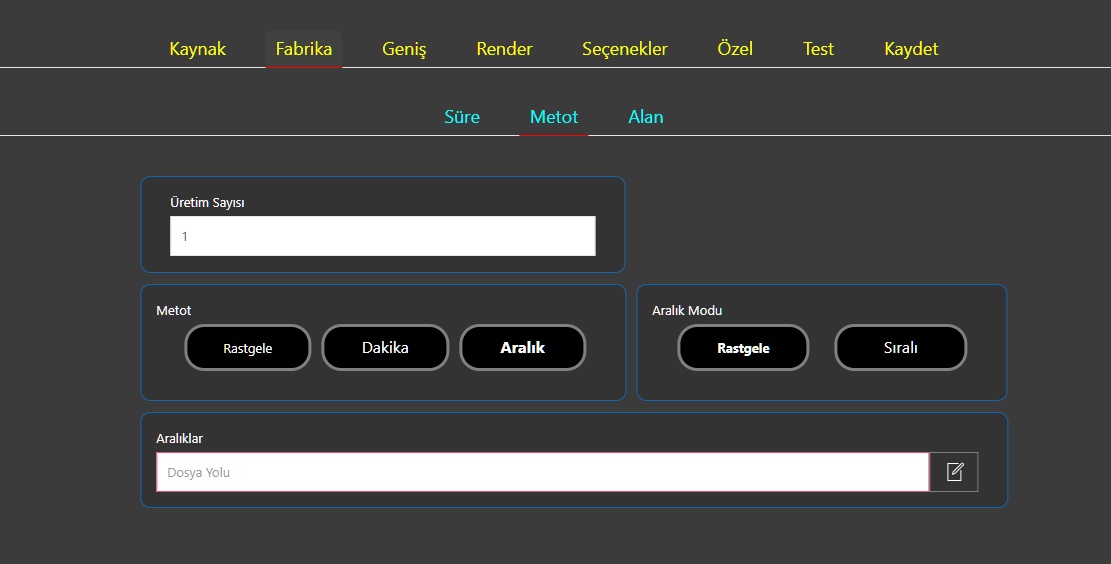 Kaynak Fabrika Geniş Render Seçenekler Özel Test Kaydet
Süre Metot Alan
Üretim Sayısı
1
Metot
Rastgele Dakika Aralık
Aralık Modu
Rastgele Sıralı
Aralıklar
Dosya Yolu